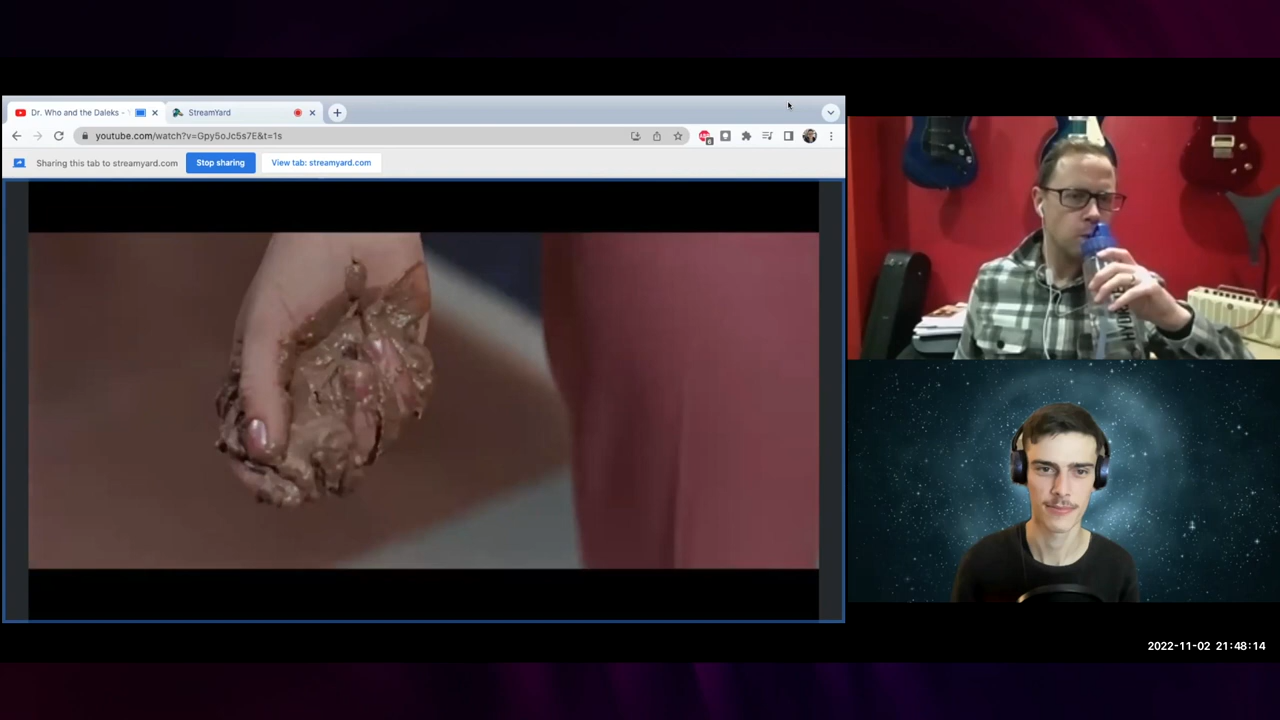 Dr. Who and the Daleks -
StreamYard
youtube.com/watch?v=Gpy5oJc5s7E&t=1s
Sharing this tab to streamyard.com
Stop sharing
View tab: streamyard.com
HYDR
2022-11-02 21:48:14